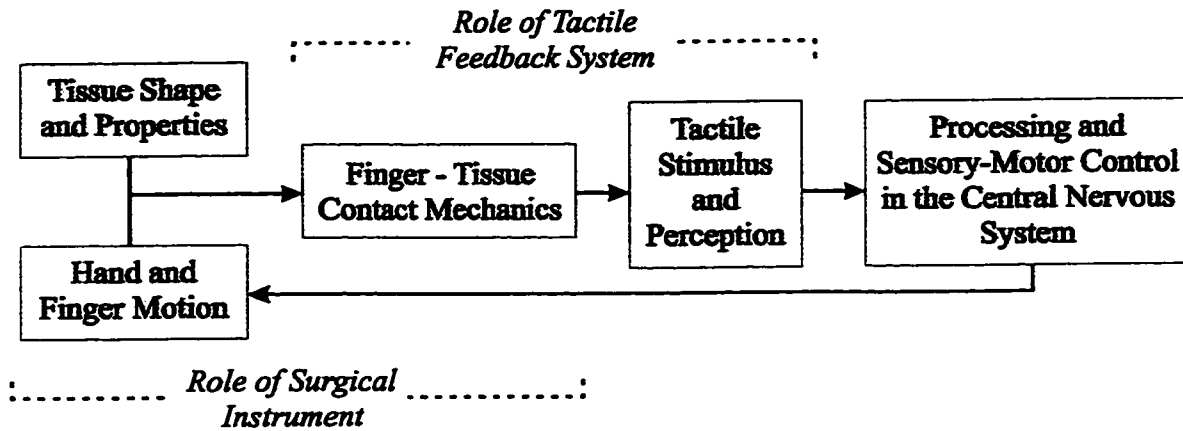 Role of Tactile
Feedback System
Tissue Shape
and Properties
Finger - Tissue
Contact Mechanics
Tactile
Stimulus
and
Perception
Processing and
Sensory-Motor Control
in the Central Nervous
System
Hand and
Finger Motion
Role of Surgical
Instrument